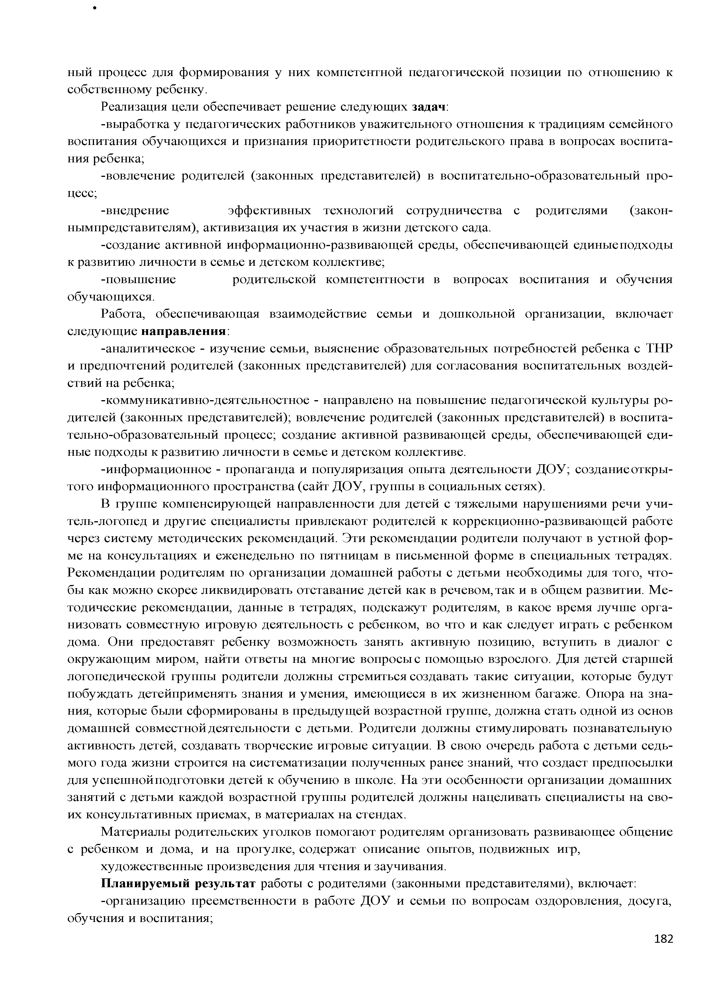 •
ный процесс для формирования у них компетентной педагогической позиции по отношению к
собственному ребенку.
Реализация цели обеспечивает решение следующих задач:
-выработка у педагогических работников уважительного отношения к традициям семейного
воспитания обучающихся и признания приоритетности родительского права в вопросах воспита-
ния ребенка;
-вовлечение родителей (законных представителей) в воспитательно-образовательный про-
цесс;
-внедрение эффективных технологий сотрудничества с родителями (закон-
нымпредставителям), активизация их участия в жизни детского сада.
-создание активной информационно-развивающей среды, обеспечивающей единыеподходы
к развитию личности в семье и детском коллективе;
-повышение родительской компетентности в вопросах воспитания и обучения
обучающихся.
Работа, обеспечивающая взаимодействие семьи и дошкольной организации, включает
следующие направления:
-аналитическое - изучение семьи, выяснение образовательных потребностей ребенка с ТНР
и предпочтений родителей (законных представителей) для согласования воспитательных воздей-
ствий на ребенка;
-коммуникативно-деятельностное - направлено на повышение педагогической культуры ро-
дителей (законных представителей); вовлечение родителей (законных представителей) в воспита-
тельно-образовательный процесс; создание активной развивающей среды, обеспечивающей еди-
ные подходы к развитию личности в семье и детском коллективе.
-информационное - пропаганда и популяризация опыта деятельности ДОУ; созданиеоткры-
того информационного пространства (сайт ДОУ, группы в социальных сетях).
В группе компенсирующей направленности для детей с тяжелыми нарушениями речи учи-
тель-логопед и другие специалисты привлекают родителей к коррекционно-развивающей работе
через систему методических рекомендаций. Эти рекомендации родители получают в устной фор-
ме на консультациях и еженедельно по пятницам в письменной форме в специальных тетрадях.
Рекомендации родителям по организации домашней работы с детьми необходимы для того, что-
бы как можно скорее ликвидировать отставание детей как в речевом, так и в общем развитии. Ме-
тодические рекомендации, данные в тетрадях, подскажут родителям, в какое время лучше орга-
низовать совместную игровую деятельность с ребенком, во что и как следует играть с ребенком
дома. Они предоставят ребенку возможность занять активную позицию, вступить в диалог с
окружающим миром, найти ответы на многие вопросы с помощью взрослого. Для детей старшей
логопедической группы родители должны стремиться создавать такие ситуации, которые будут
побуждать детейприменять знания и умения, имеющиеся в их жизненном багаже. Опора на зна-
ния, которые были сформированы в предыдущей возрастной группе, должна стать одной из основ
домашней совместной деятельности с детьми. Родители должны стимулировать познавательную
активность детей, создавать творческие игровые ситуации. В свою очередь работа с детьми седь-
мого года жизни строится на систематизации полученных ранее знаний, что создаст предпосылки
для успешнойподготовки детей к обучению в школе. На эти особенности организации домашних
занятий с детьми каждой возрастной группы родителей должны нацеливать специалисты на сво-
их консультативных приемах, в материалах на стендах.
Материалы родительских уголков помогают родителям организовать развивающее общение
с ребенком и дома, и на прогулке, содержат описание опытов, подвижных игр,
художественные произведения для чтения и заучивания.
Планируемый результат работы с родителями (законными представителями), включает:
-организацию преемственности в работе ДОУ и семьи по вопросам оздоровления, досуга,
обучения и воспитания;
182